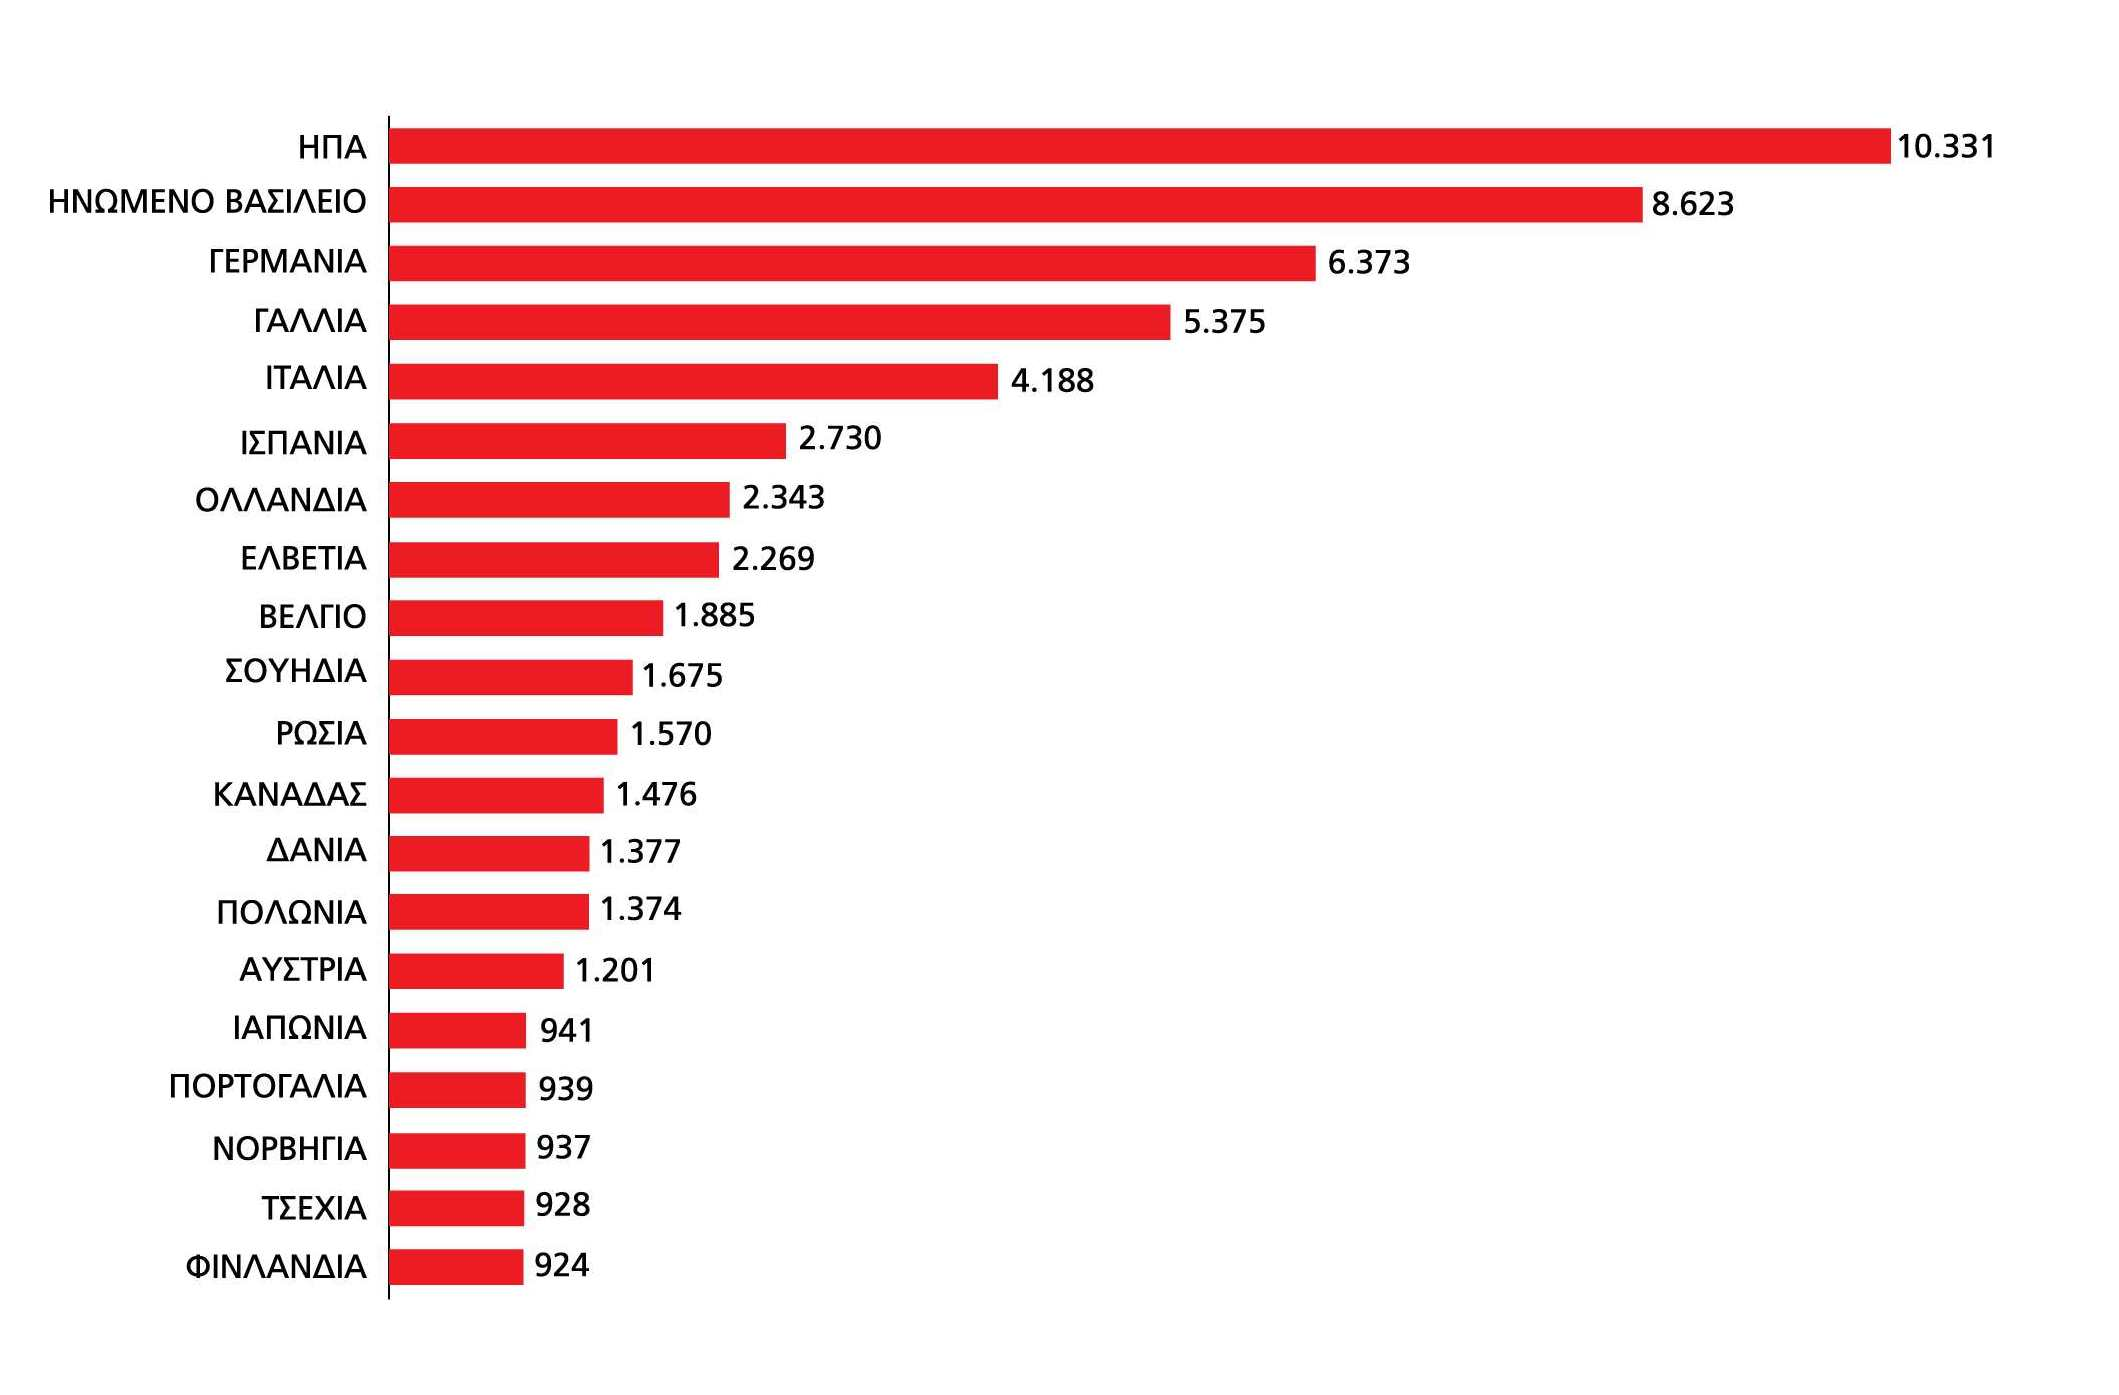 ΗΠΑ 10.331
ΗΝΩΜΕΝΟ ΒΑΣΙΛΕΙΟ 8.623
ΓΕΡΜΑΝΙΑ 6.373
ΓΑΛΛΙΑ 5.375
ΙΤΑΛΙΑ 4.188
ΙΣΠΑΝΙΑ 2.730
ΟΛΛΑΝΔΙΑ 2.343
ΕΛΒΕΤΙΑ 2.269
ΒΕΛΓΙΟ 1.885
ΣΟΥΗΔΙΑ 1.675
ΡΩΣΙΑ 1.570
ΚΑΝΑΔΑΣ 1.476
ΔΑΝΙΑ 1.377
ΠΟΛΩΝΙΑ 1.374
ΑΥΣΤΡΙΑ 1.201
ΙΑΠΩΝΙΑ 941
ΠΟΡΤΟΓΑΛΙΑ 939
ΝΟΡΒΗΓΙΑ 937
ΤΣΕΧΙΑ 928
ΦΙΝΛΑΝΔΙΑ 924